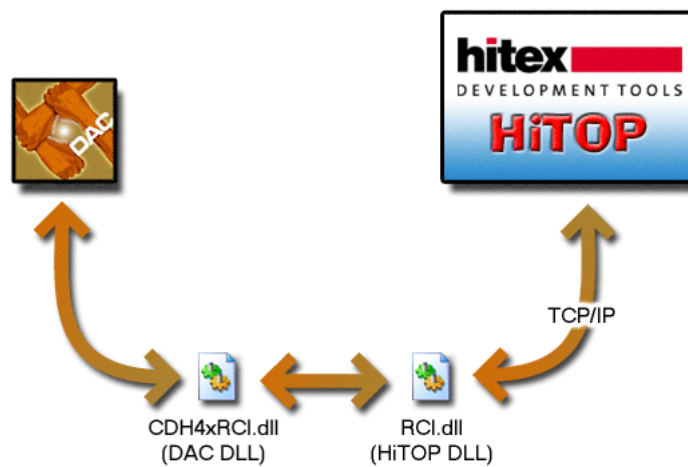 hitex
DEVELOPMENT TOOLS
HiTOP
DAC
TCP/IP
CDH4xRCI.dll
(DAC DLL)
RCI.dll
(HiTOP DLL)